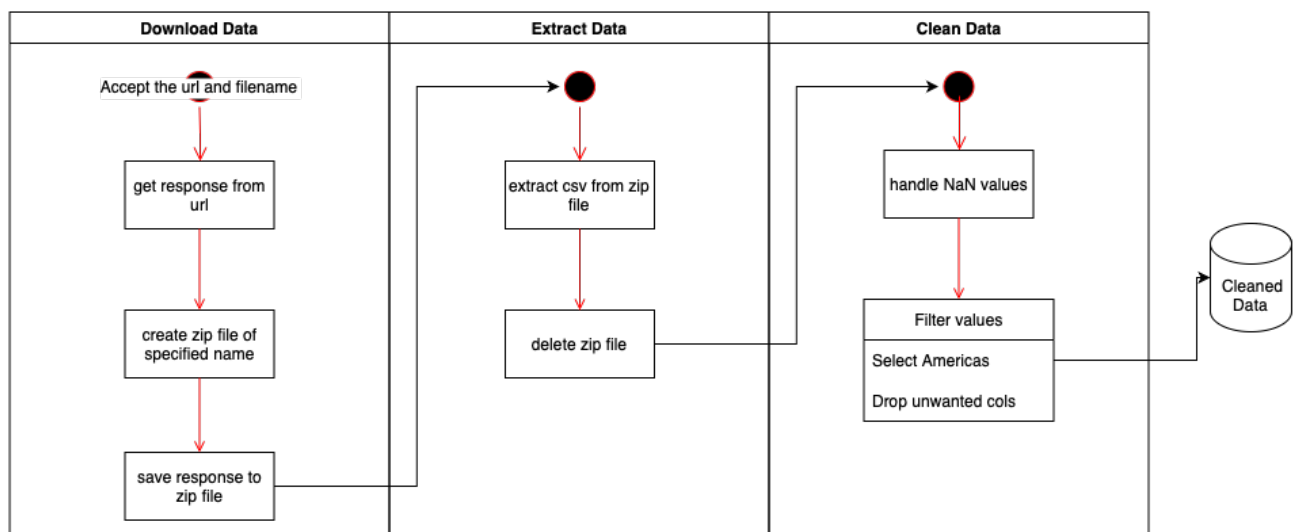 Download Data
Extract Data
Clean Data
Accept the url and filename
get response from
url
create zip file of
specified name
save response to
zip file
extract csv from zip
file
delete zip file
handle NaN values
Filter values
Select Americas
Drop unwanted cols
Cleaned
Data